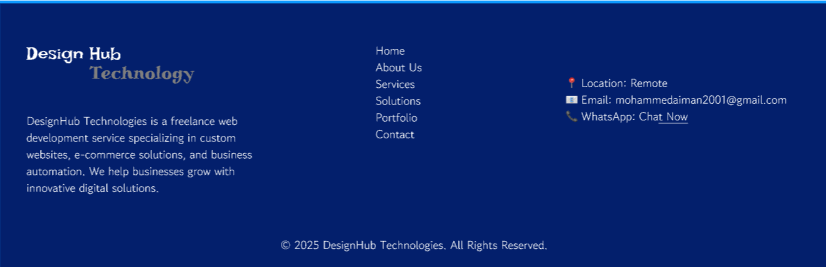 Design Hub
Technology
DesignHub Technologies is a freelance web
development service specializing in custom
websites, e-commerce solutions, and business
automation. We help businesses grow with
innovative digital solutions.
Home
About Us
Services
Solutions
Portfolio
Contact
📍 Location: Remote
📧 Email: mohammedaiman2001@gmail.com
📞 WhatsApp: Chat Now
© 2025 DesignHub Technologies. All Rights Reserved.